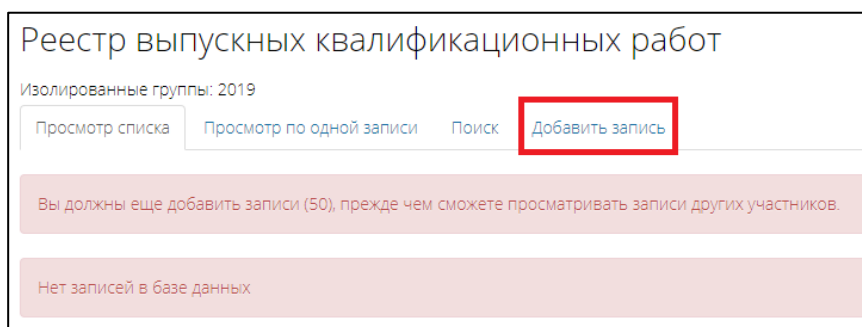 Реестр выпускных квалификационных работ
Изолированные группы: 2019
Просмотр списка Просмотр по одной записи Поиск Добавить запись
Вы должны еще добавить записи (50), прежде чем сможете просматривать записи других участников.
Нет записей в базе данных